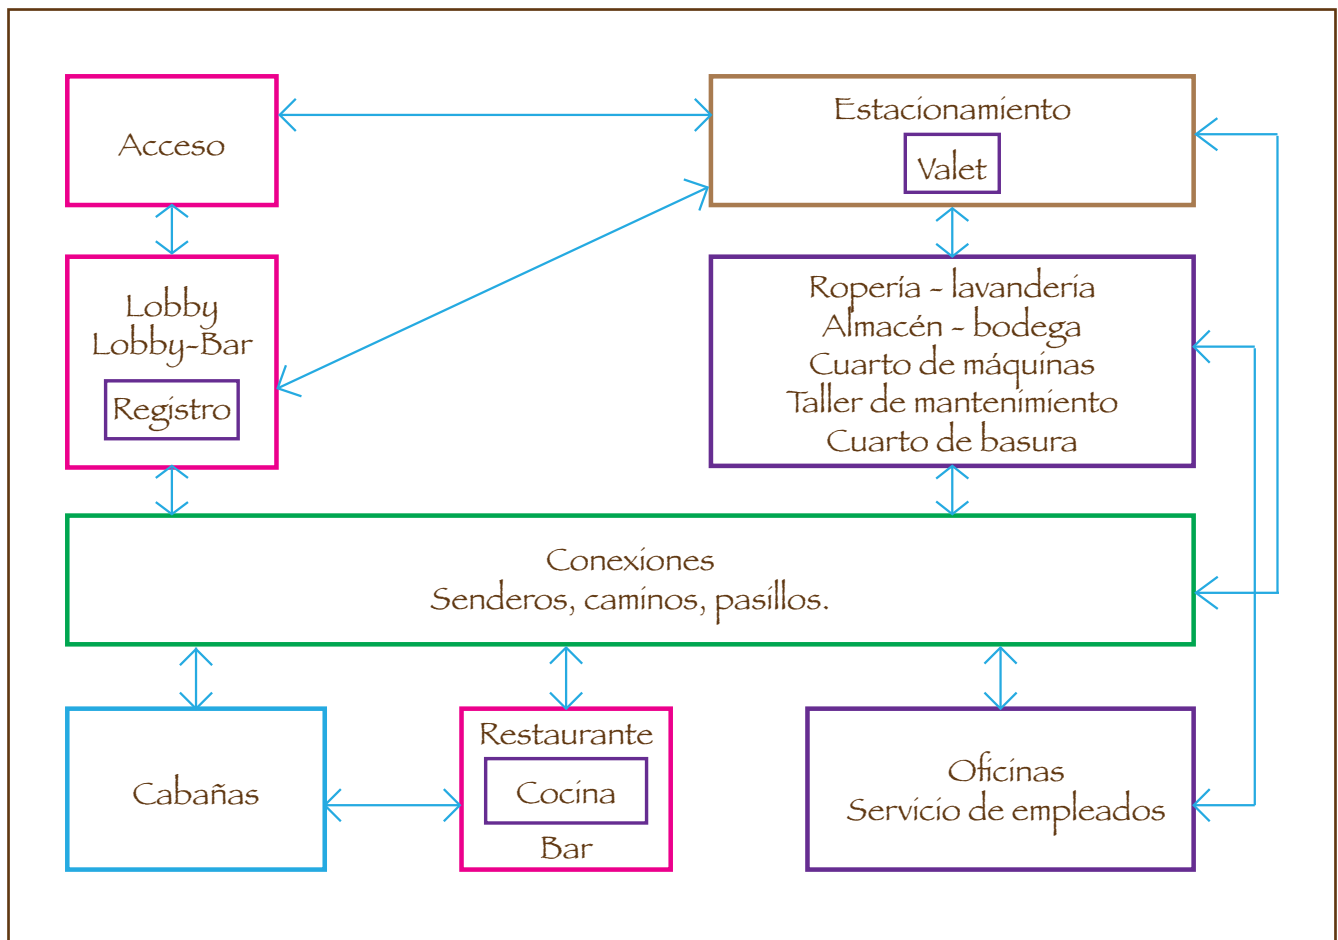 Acceso
Estacionamiento
Valet
Lobby
Lobby-Bar
Registro
Ropería - lavanderia
Almacén - bodega
Cuarto de máquinas
Taller de mantenimiento
Cuarto de basura
Conexiones
Senderos, caminos, pasillos.
Cabañas
Restaurante
Cocina
Bar
Oficinas
Servicio de empleados